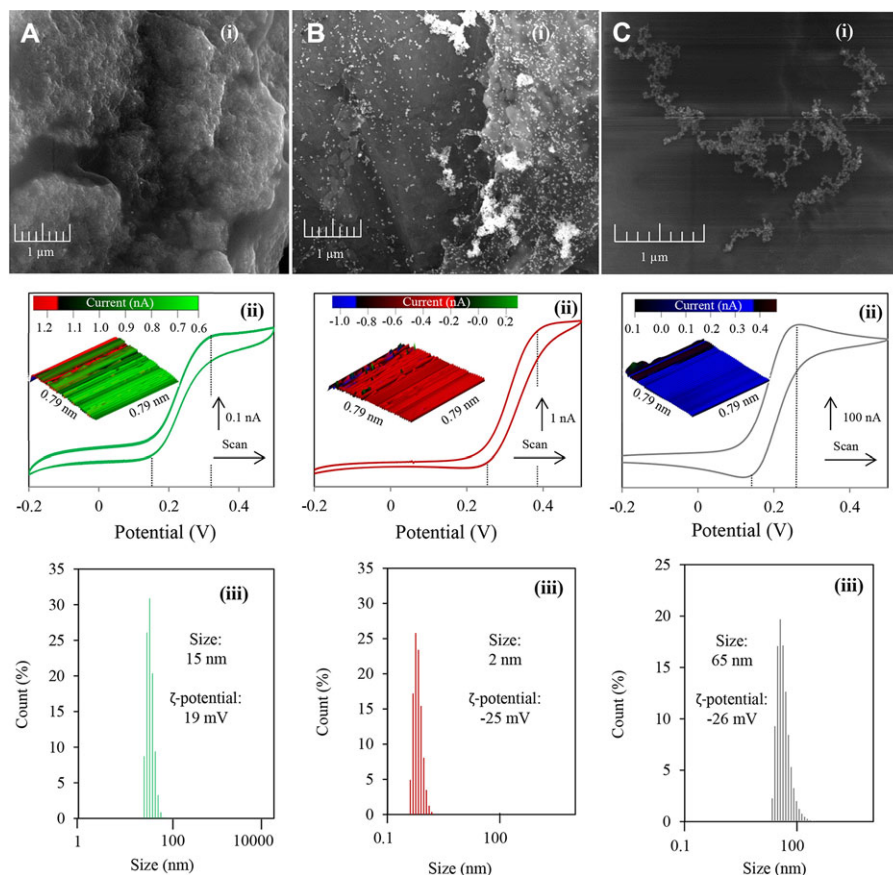 A (i)
B (i)
C (i)
1 µm
1 µm
1 µm
Current (nA) (ii)
1.2 1.1 1.0 0.9 0.8 0.7 0.6
0.79 nm 0.79 nm
0.1 nA
Scan
-0.2 0 0.2 0.4
Potential (V)
Current (nA) (ii)
-1.0 -0.8 -0.6 -0.4 -0.2 0.0 0.2
0.79 nm 0.79 nm
1 nA
Scan
-0.2 0 0.2 0.4
Potential (V)
Current (nA) (ii)
0.1 0.0 0.1 0.2 0.3 0.4
0.79 nm 0.79 nm
100 nA
Scan
-0.2 0 0.2 0.4
Potential (V)
(iii)
Count (%)
35
30
25
20
15
10
5
0
Size:
15 nm
ζ-potential:
19 mV
1 100 10000
Size (nm)
(iii)
Count (%)
35
30
25
20
15
10
5
0
Size:
2 nm
ζ-potential:
-25 mV
0.1 100
Size (nm)
(iii)
Count (%)
25
20
15
10
5
0
Size:
65 nm
ζ-potential:
-26 mV
0.1 100
Size (nm)